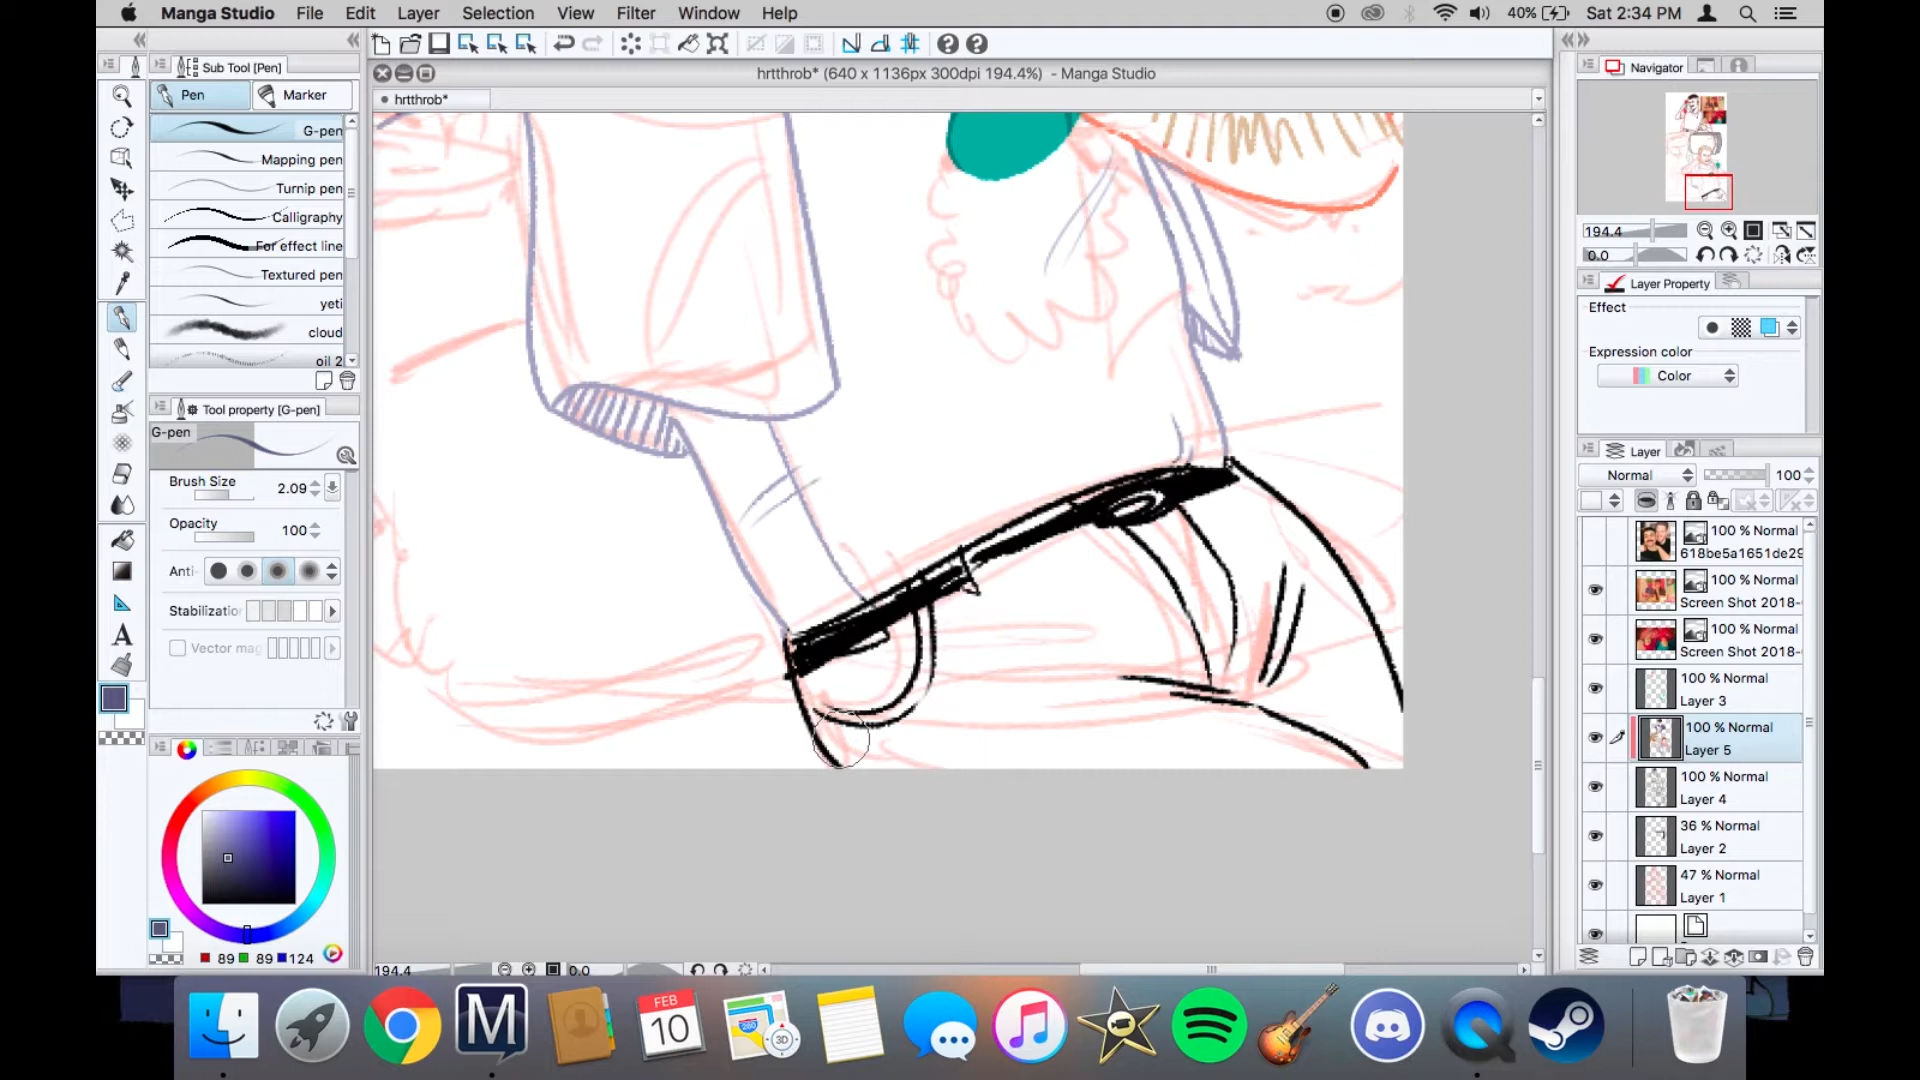 Manga Studio File Edit Layer Selection View Filter Window Help 40% Sat 2:34 PM
hrtthrob* (640 x 1136px 300dpi 194.4%) - Manga Studio
hrtthrob*
Sub Tool [Pen]
Pen
Marker
G-pen
Mapping pen
Turnip pen
Calligraphy
For effect line
Textured pen
yeti
cloud
oil 2
Tool property [G-pen]
G-pen
Brush Size 2.09
Opacity 100
Anti-
Stabilization
Vector mag
A
89 89 124
194.4 0.0
Navigator
194.4
0.0
Layer Property
Effect
Expression color
Color
Layer
Normal 100
100 % Normal
618be5a1651de29
100 % Normal
Screen Shot 2018-
100 % Normal
Screen Shot 2018-
100 % Normal
Layer 3
100 % Normal
Layer 5
100 % Normal
Layer 4
36 % Normal
Layer 2
47 % Normal
Layer 1
M
FEB
10
280
3D